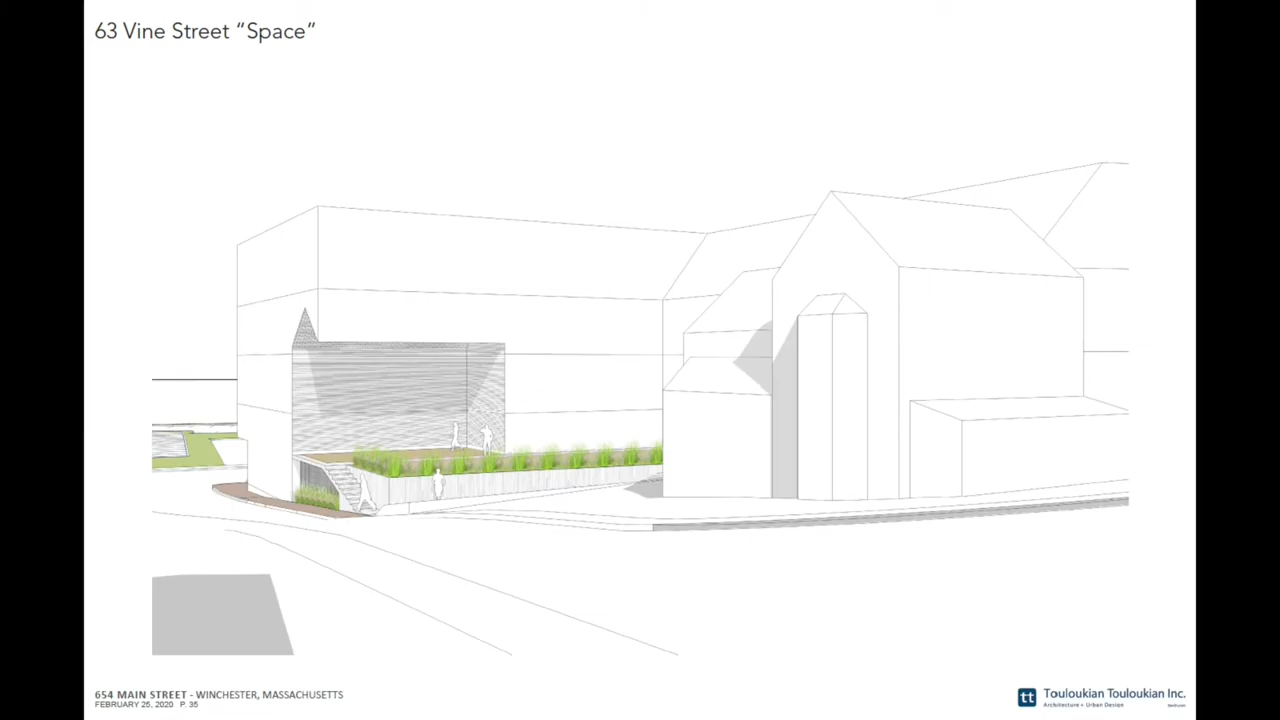 63 Vine Street “Space”
654 MAIN STREET - WINCHESTER, MASSACHUSETTS
FEBRUARY 25, 2020 P. 35
tt
Touloukian Touloukian Inc.
Architecture + Urban Design